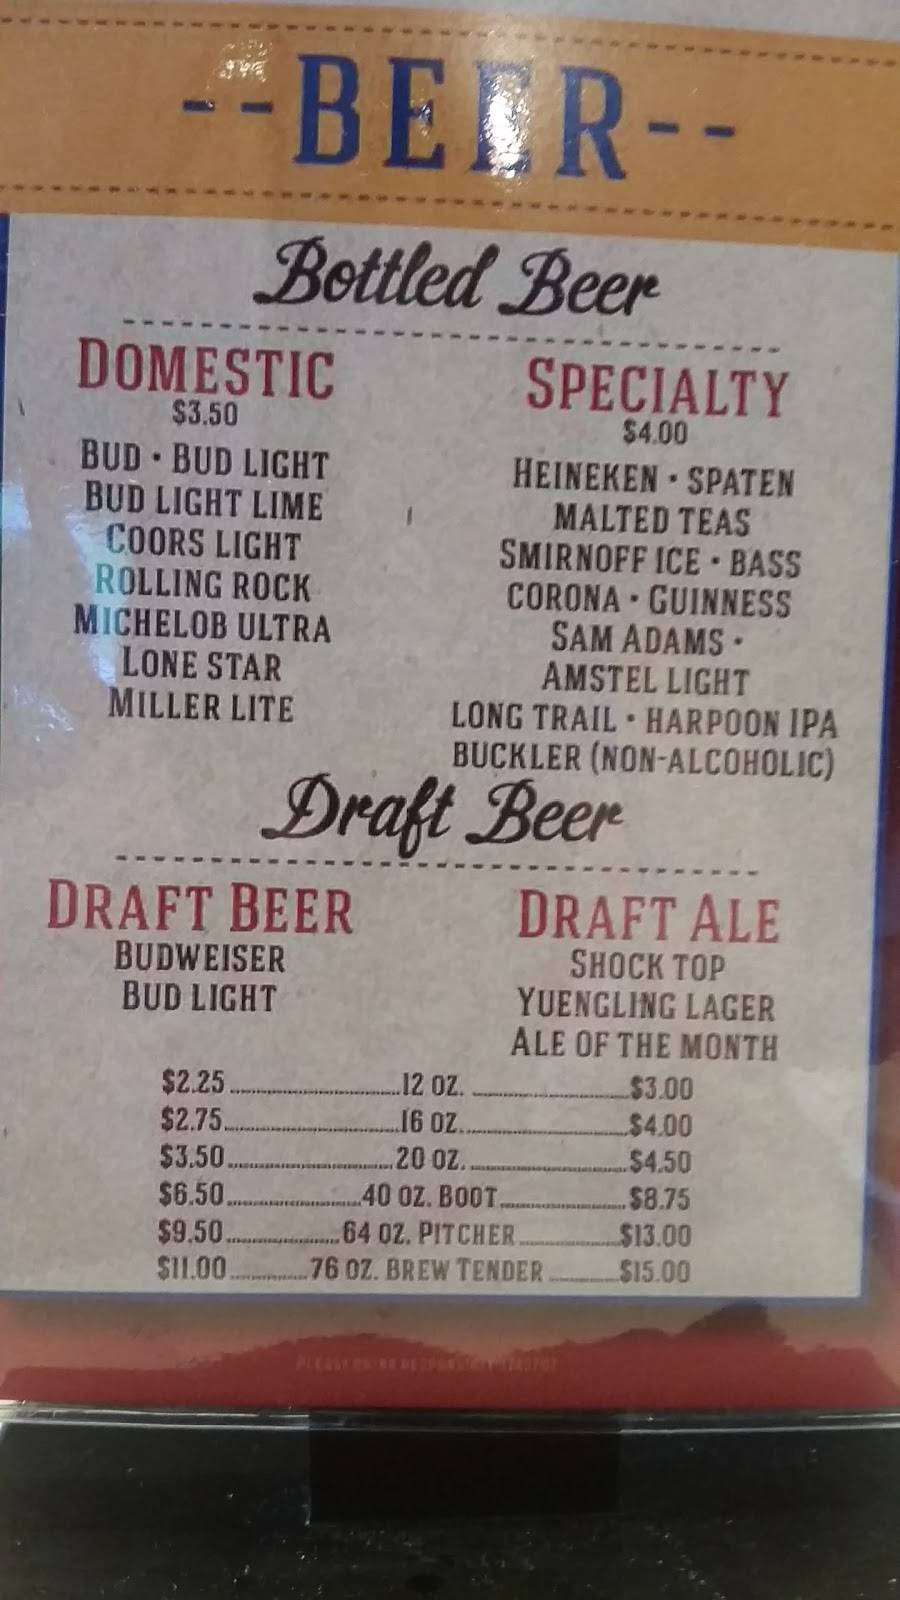 --BEER--
Bottled Beer
DOMESTIC
$3.50
BUD • BUD LIGHT
BUD LIGHT LIME
COORS LIGHT
ROLLING ROCK
MICHELOB ULTRA
LONE STAR
MILLER LITE
SPECIALTY
$4.00
HEINEKEN • SPATEN
MALTED TEAS
SMIRNOFF ICE • BASS
CORONA • GUINNESS
SAM ADAMS •
AMSTEL LIGHT
LONG TRAIL • HARPOON IPA
BUCKLER (NON-ALCOHOLIC)
Draft Beer
DRAFT BEER
BUDWEISER
BUD LIGHT
DRAFT ALE
SHOCK TOP
YUENGLING LAGER
ALE OF THE MONTH
$2.25 12 OZ. $3.00
$2.75 16 OZ. $4.00
$3.50 20 OZ. $4.50
$6.50 40 OZ. BOOT $8.75
$9.50 64 OZ. PITCHER $13.00
$11.00 76 OZ. BREW TENDER $15.00
PLEASE DRINK RESPONSIBLY